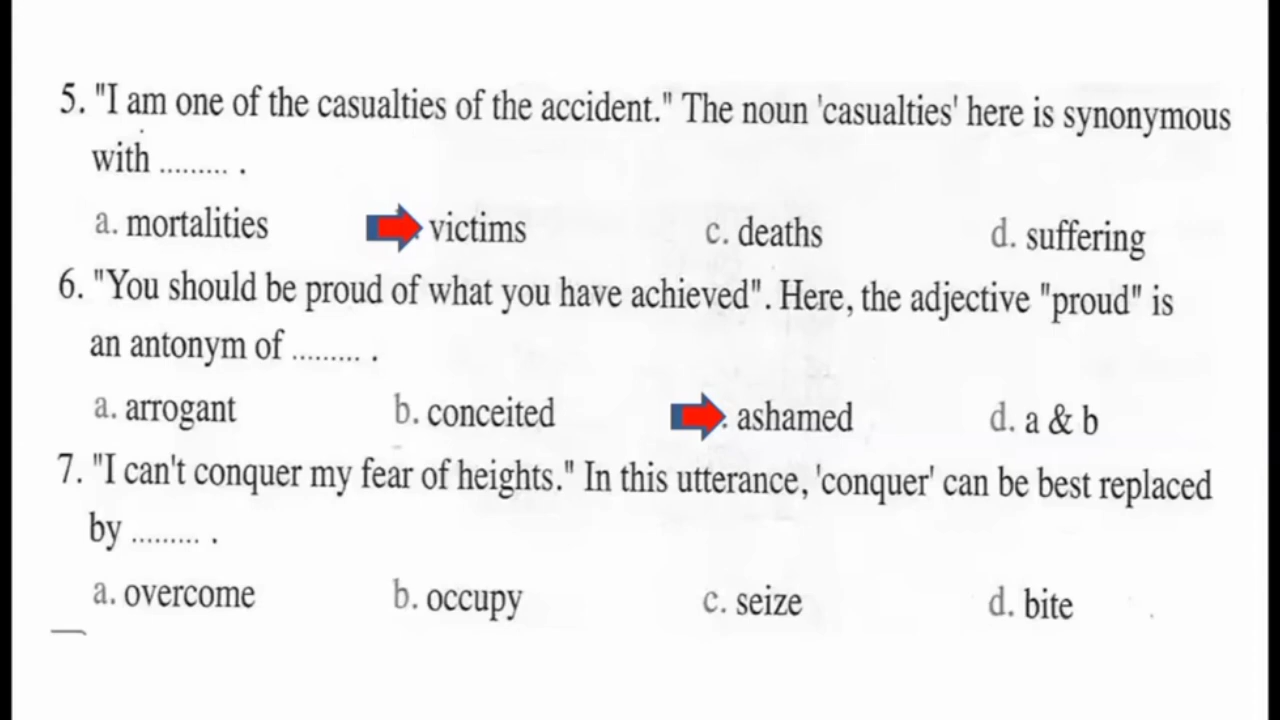 5. "I am one of the casualties of the accident." The noun 'casualties' here is synonymous
with ......... .
a. mortalities victims c. deaths d. suffering
6. "You should be proud of what you have achieved". Here, the adjective "proud" is
an antonym of ......... .
a. arrogant b. conceited . ashamed d. a & b
7. "I can't conquer my fear of heights." In this utterance, 'conquer' can be best replaced
by ......... .
a. overcome b. occupy c. seize d. bite